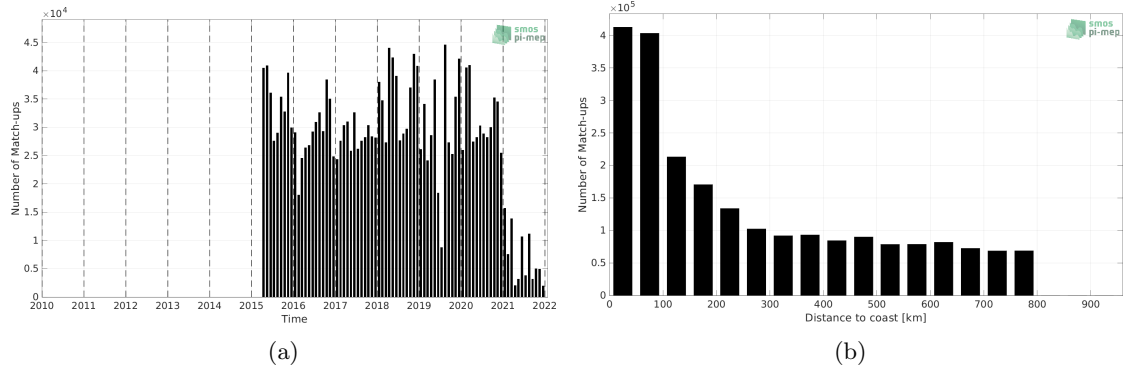 ×10⁴
4.5
4
3.5
3
2.5
2
1.5
1
0.5
0
Number of Match-ups
2010 2011 2012 2013 2014 2015 2016 2017 2018 2019 2020 2021 2022
Time
smos
pi-mep
(a)
×10⁵
4
3.5
3
2.5
2
1.5
1
0.5
0
Number of Match-ups
0 100 200 300 400 500 600 700 800 900
Distance to coast [km]
smos
pi-mep
(b)